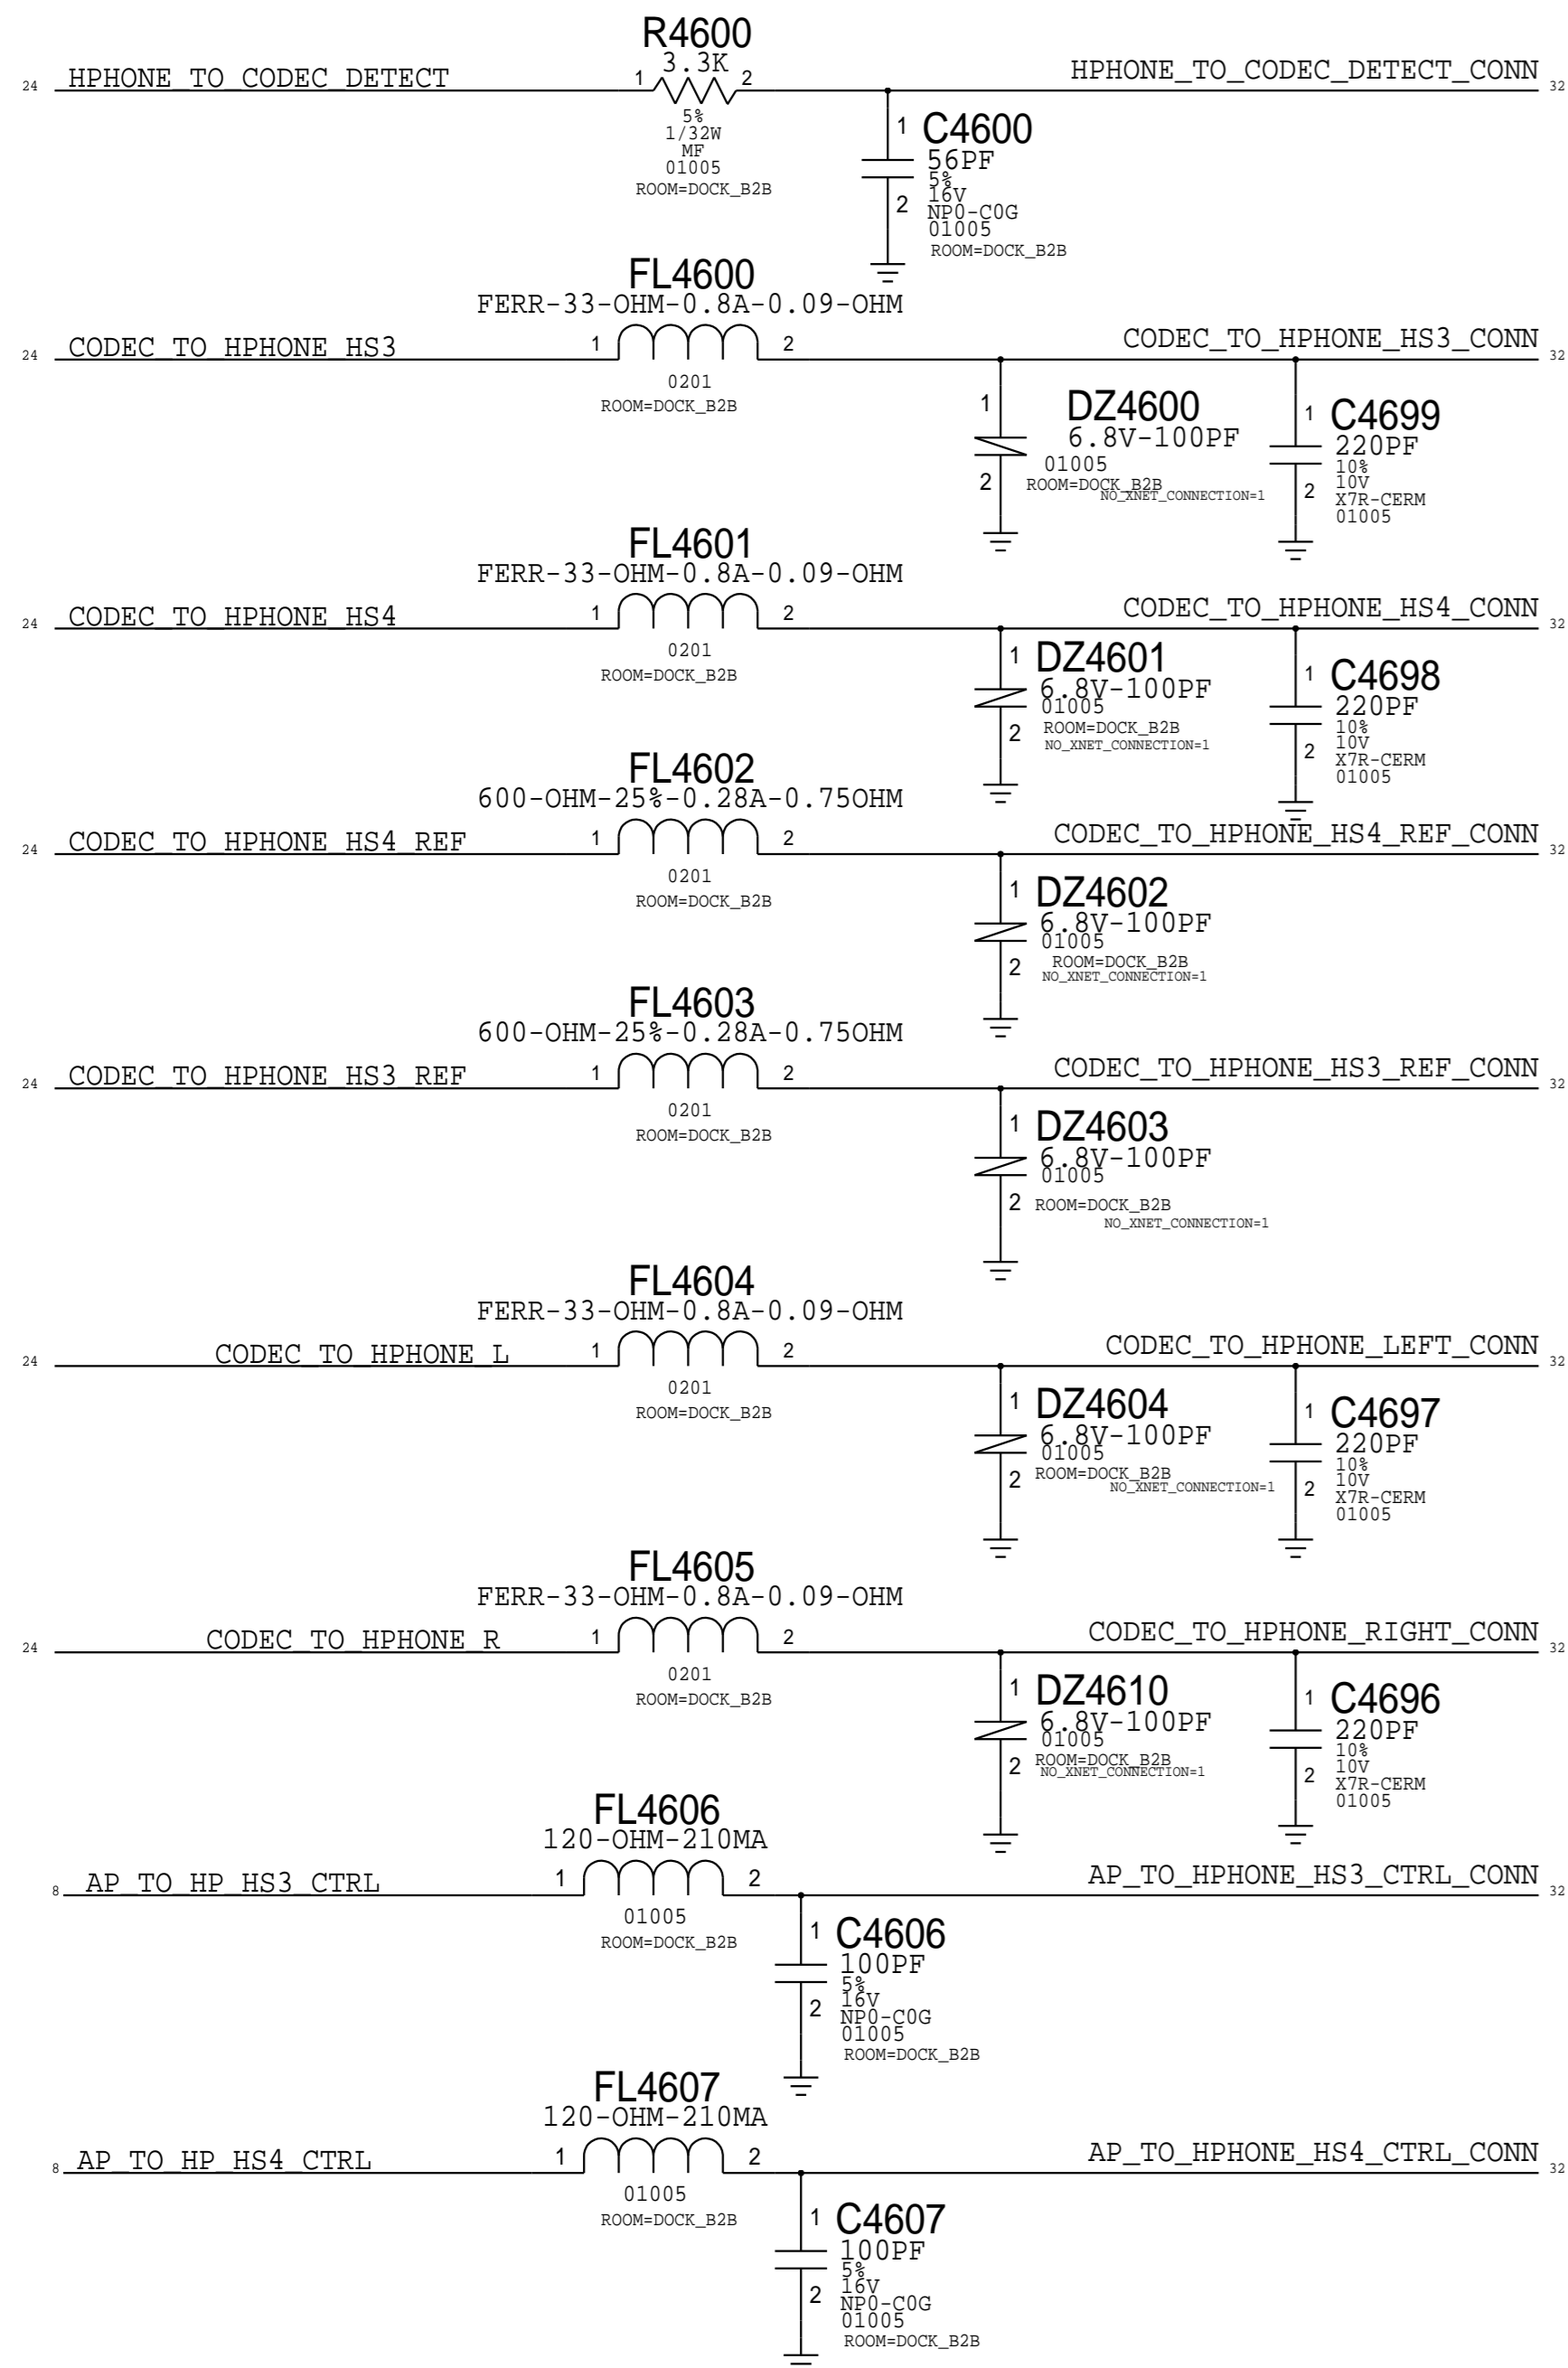 R4600
3.3K
24 HPHONE_TO_CODEC_DETECT 1 2 HPHONE_TO_CODEC_DETECT_CONN 32
5%
1/32W
MF
01005
ROOM=DOCK_B2B
1 C4600
56PF
5%
16V
2 NP0-C0G
01005
ROOM=DOCK_B2B
FL4600
FERR-33-OHM-0.8A-0.09-OHM
24 CODEC_TO_HPHONE_HS3 1 2 CODEC_TO_HPHONE_HS3_CONN 32
0201
ROOM=DOCK_B2B
1 DZ4600
6.8V-100PF
01005
2 ROOM=DOCK_B2B
NO_XNET_CONNECTION=1
1 C4699
220PF
10%
10V
2 X7R-CERM
01005
FL4601
FERR-33-OHM-0.8A-0.09-OHM
24 CODEC_TO_HPHONE_HS4 1 2 CODEC_TO_HPHONE_HS4_CONN 32
0201
ROOM=DOCK_B2B
1 DZ4601
6.8V-100PF
01005
2 ROOM=DOCK_B2B
NO_XNET_CONNECTION=1
1 C4698
220PF
10%
10V
2 X7R-CERM
01005
FL4602
600-OHM-25%-0.28A-0.75OHM
24 CODEC_TO_HPHONE_HS4_REF 1 2 CODEC_TO_HPHONE_HS4_REF_CONN 32
0201
ROOM=DOCK_B2B
1 DZ4602
6.8V-100PF
01005
2 ROOM=DOCK_B2B
NO_XNET_CONNECTION=1
FL4603
600-OHM-25%-0.28A-0.75OHM
24 CODEC_TO_HPHONE_HS3_REF 1 2 CODEC_TO_HPHONE_HS3_REF_CONN 32
0201
ROOM=DOCK_B2B
1 DZ4603
6.8V-100PF
01005
2 ROOM=DOCK_B2B
NO_XNET_CONNECTION=1
FL4604
FERR-33-OHM-0.8A-0.09-OHM
24 CODEC_TO_HPHONE_L 1 2 CODEC_TO_HPHONE_LEFT_CONN 32
0201
ROOM=DOCK_B2B
1 DZ4604
6.8V-100PF
01005
2 ROOM=DOCK_B2B
NO_XNET_CONNECTION=1
1 C4697
220PF
10%
10V
2 X7R-CERM
01005
FL4605
FERR-33-OHM-0.8A-0.09-OHM
24 CODEC_TO_HPHONE_R 1 2 CODEC_TO_HPHONE_RIGHT_CONN 32
0201
ROOM=DOCK_B2B
1 DZ4610
6.8V-100PF
01005
2 ROOM=DOCK_B2B
NO_XNET_CONNECTION=1
1 C4696
220PF
10%
10V
2 X7R-CERM
01005
FL4606
120-OHM-210MA
8 AP_TO_HP_HS3_CTRL 1 2 AP_TO_HPHONE_HS3_CTRL_CONN 32
01005
ROOM=DOCK_B2B
1 C4606
100PF
5%
16V
2 NP0-C0G
01005
ROOM=DOCK_B2B
FL4607
120-OHM-210MA
8 AP_TO_HP_HS4_CTRL 1 2 AP_TO_HPHONE_HS4_CTRL_CONN 32
01005
ROOM=DOCK_B2B
1 C4607
100PF
5%
16V
2 NP0-C0G
01005
ROOM=DOCK_B2B